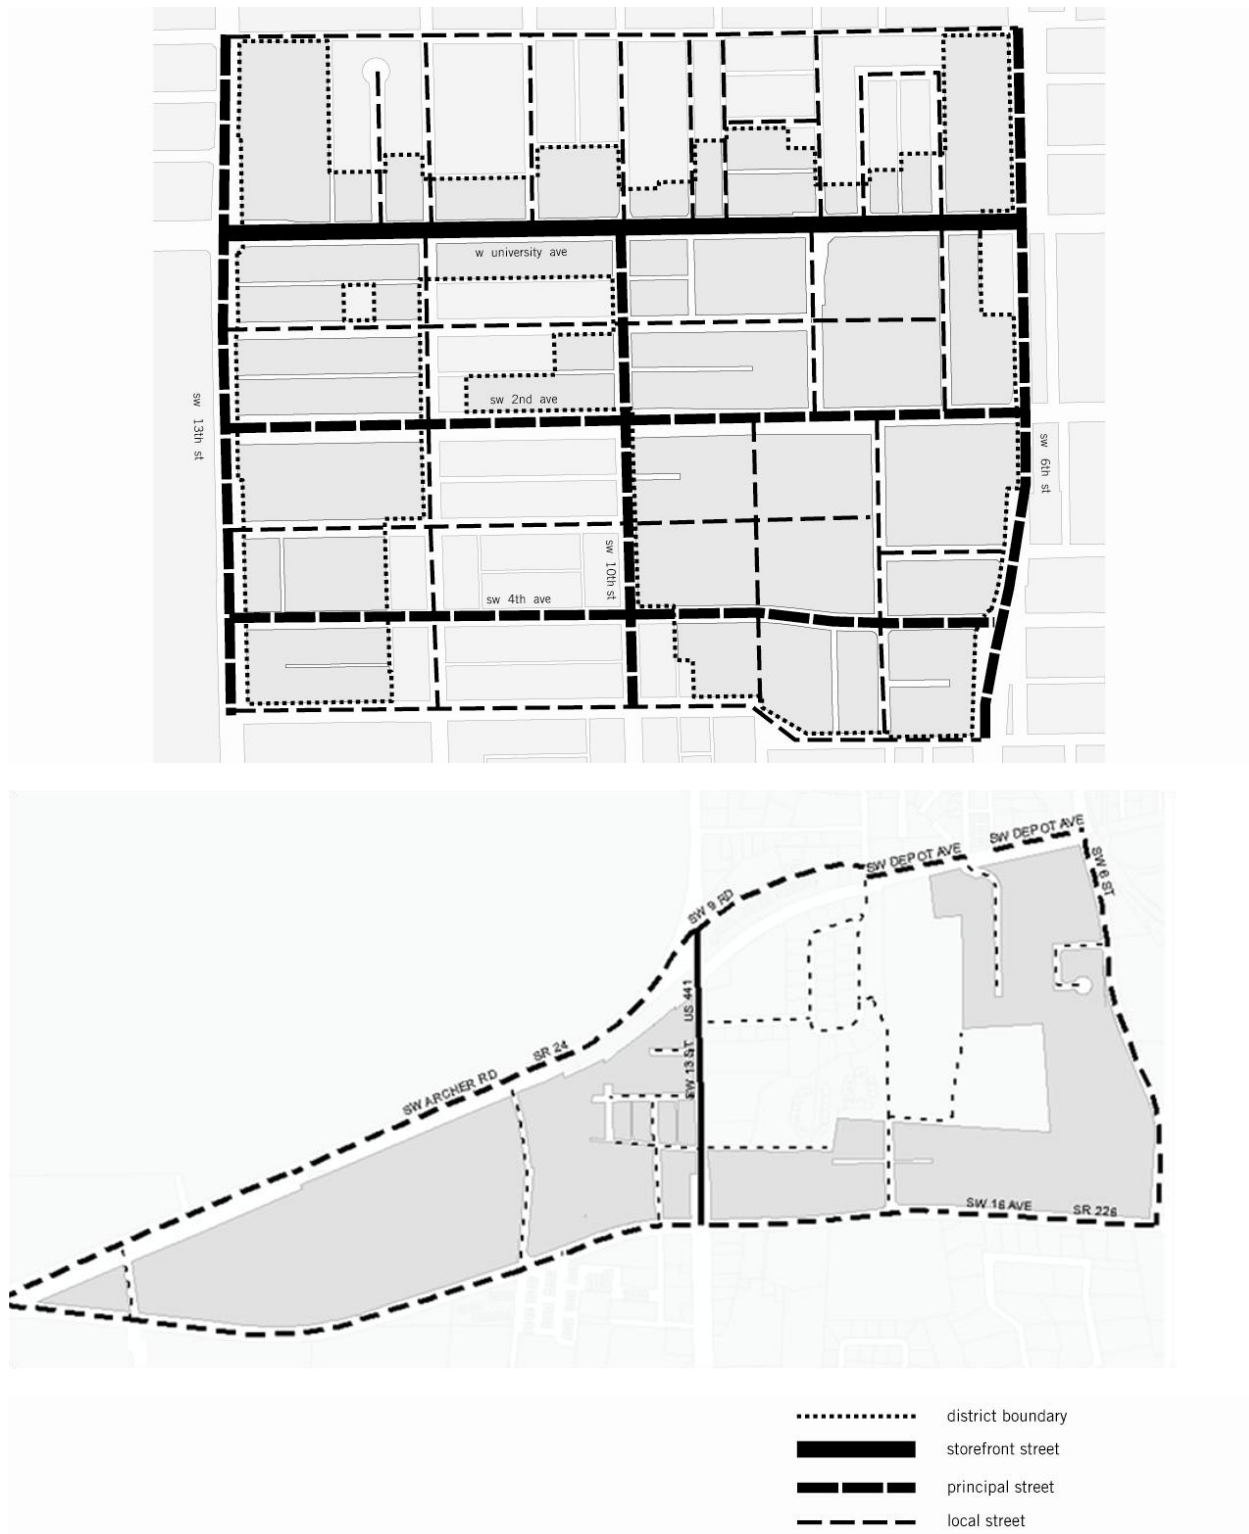 w university ave
sw 2nd ave
sw 13th st
sw 6th st
sw 10th st
sw 4th ave
SW DEPOT AVE
SW DEPOT AVE
SW 6 ST
SW 9 RD
US 441
SW 13 ST
SR 24
SW ARCHER RD
SW 16 AVE
SR 226
district boundary
storefront street
principal street
local street